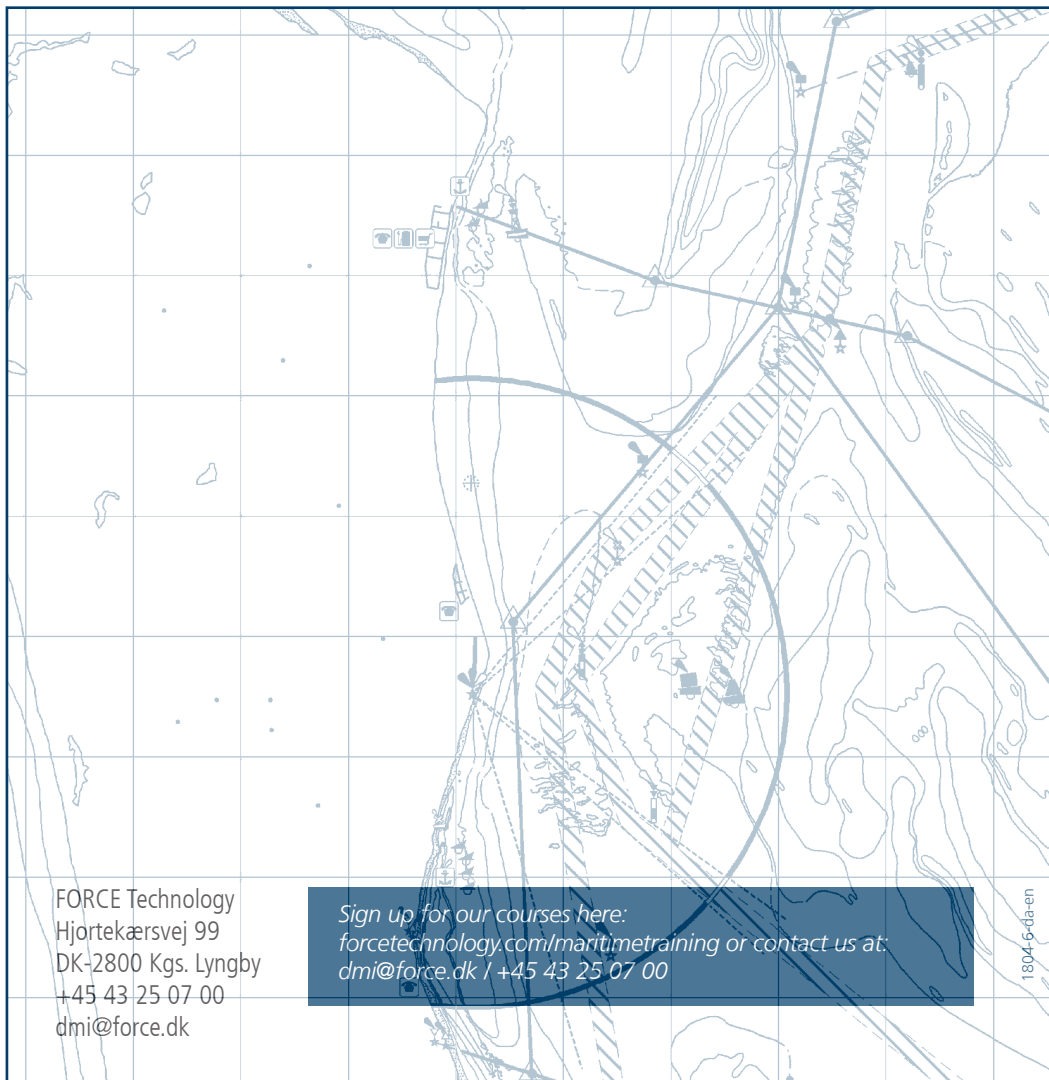 FORCE Technology
Hjortekærsvej 99
DK-2800 Kgs. Lyngby
+45 43 25 07 00
dmi@force.dk
Sign up for our courses here:
forcetechnology.com/maritimetraining or contact us at:
dmi@force.dk / +45 43 25 07 00
1804-6-da-en